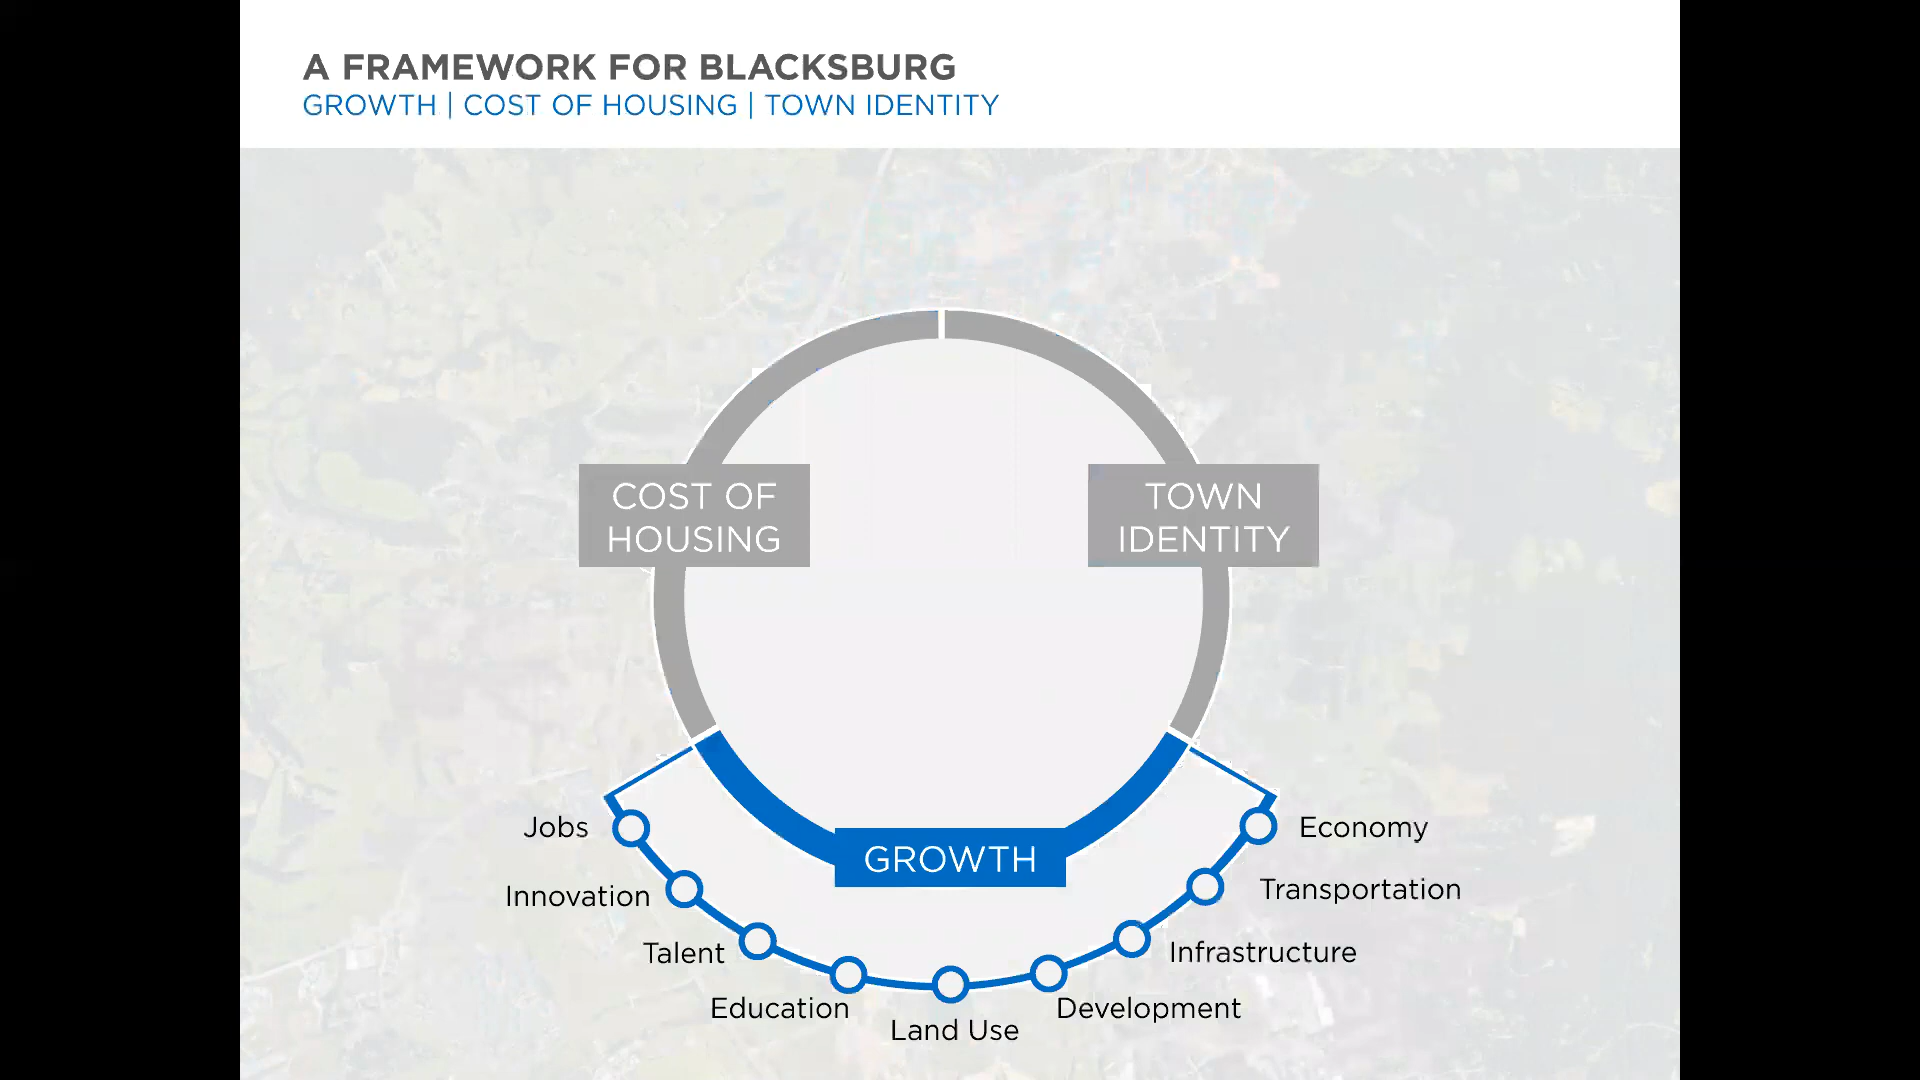 A FRAMEWORK FOR BLACKSBURG
GROWTH | COST OF HOUSING | TOWN IDENTITY
COST OF
HOUSING
TOWN
IDENTITY
GROWTH
Jobs
Innovation
Talent
Education
Land Use
Development
Infrastructure
Transportation
Economy